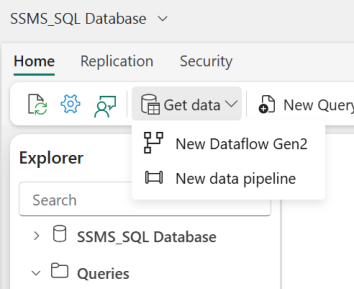 SSMS_SQL Database
Home Replication Security
Get data New Query
New Dataflow Gen2
New data pipeline
Explorer
Search
SSMS_SQL Database
Queries